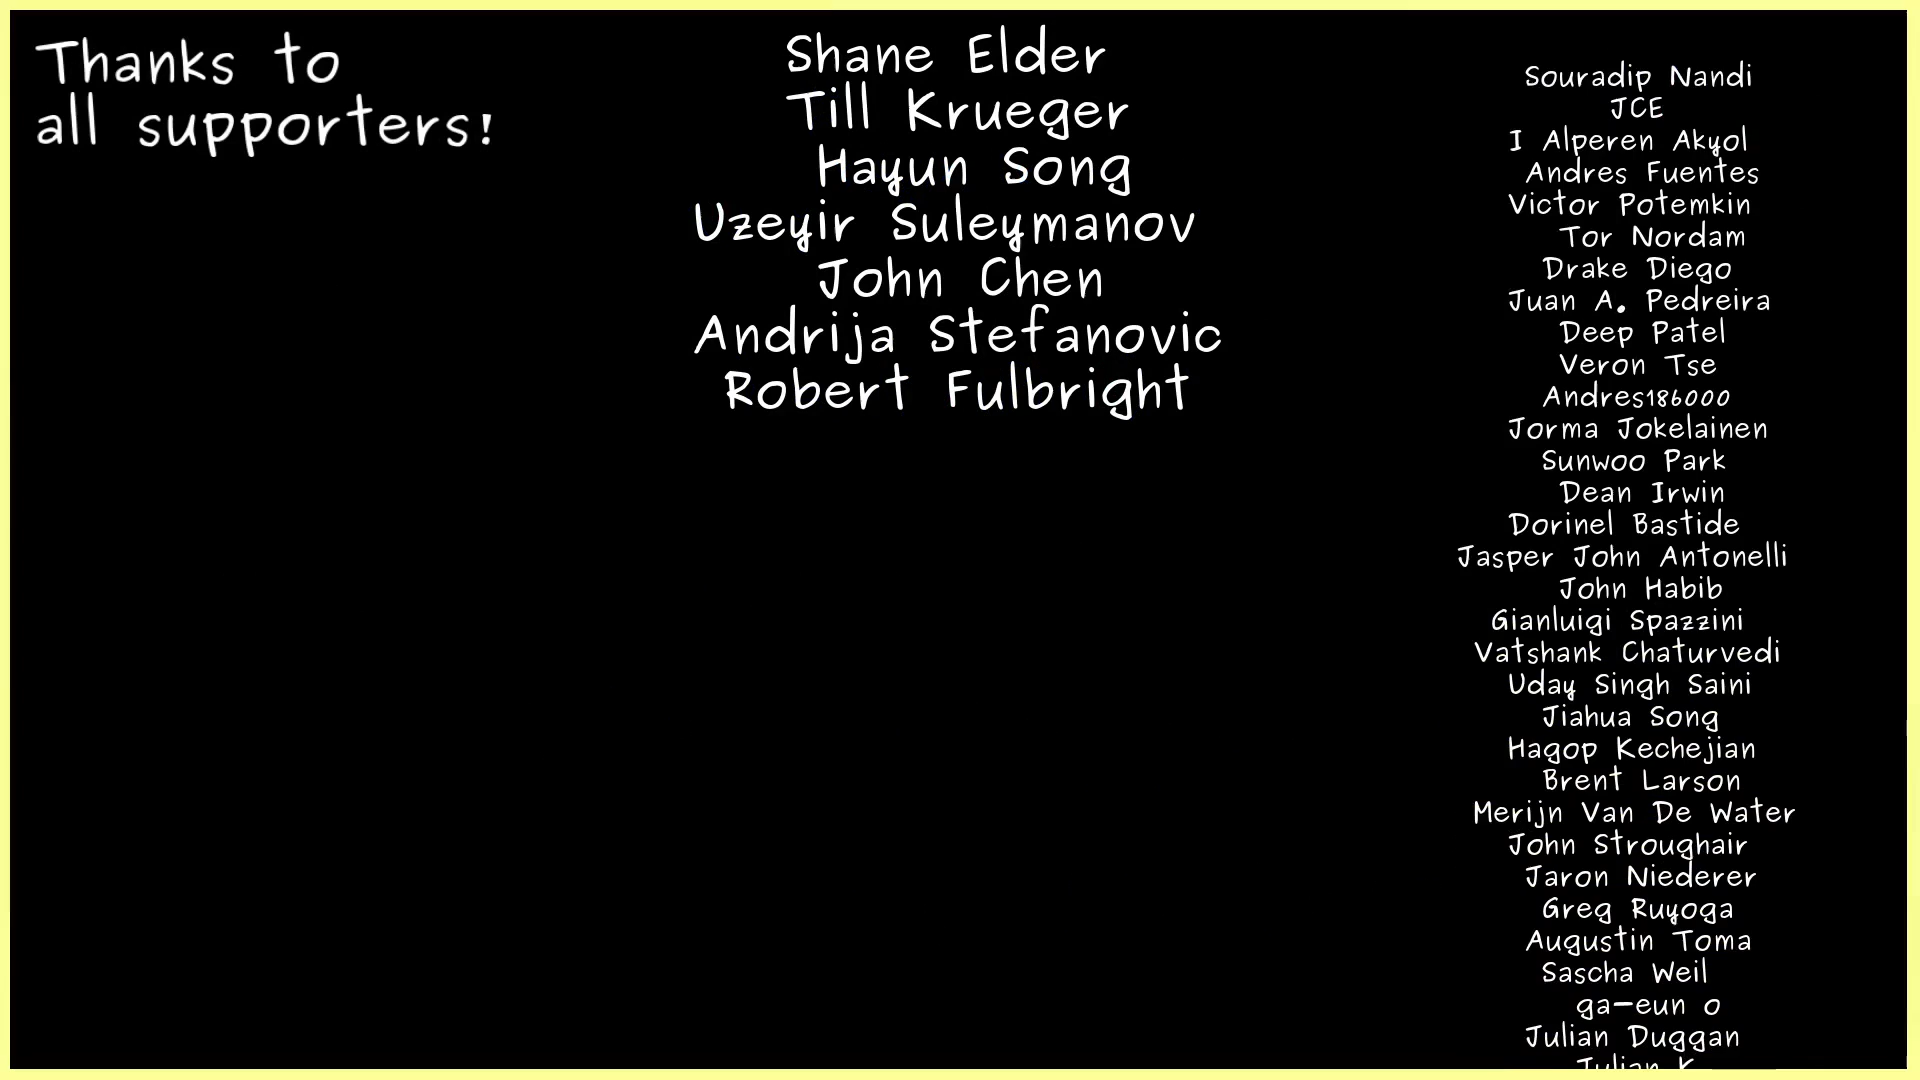 Thanks to
all supporters!
Shane Elder
Till Krueger
Hayun Song
Uzeyir Suleymanov
John Chen
Andrija Stefanovic
Robert Fulbright
Souradip Nandi
JCE
I Alperen Akyol
Andres Fuentes
Victor Potemkin
Tor Nordam
Drake Diego
Juan A. Pedreira
Deep Patel
Veron Tse
Andres186000
Jorma Jokelainen
Sunwoo Park
Dean Irwin
Dorinel Bastide
Jasper John Antonelli
John Habib
Gianluigi Spazzini
Vatshank Chaturvedi
Uday Singh Saini
Jiahua Song
Hagop Kechejian
Brent Larson
Merijn Van De Water
John Stroughair
Jaron Niederer
Greg Ruyoga
Augustin Toma
Sascha Weil
ga-eun o
Julian Duggan
Julian K